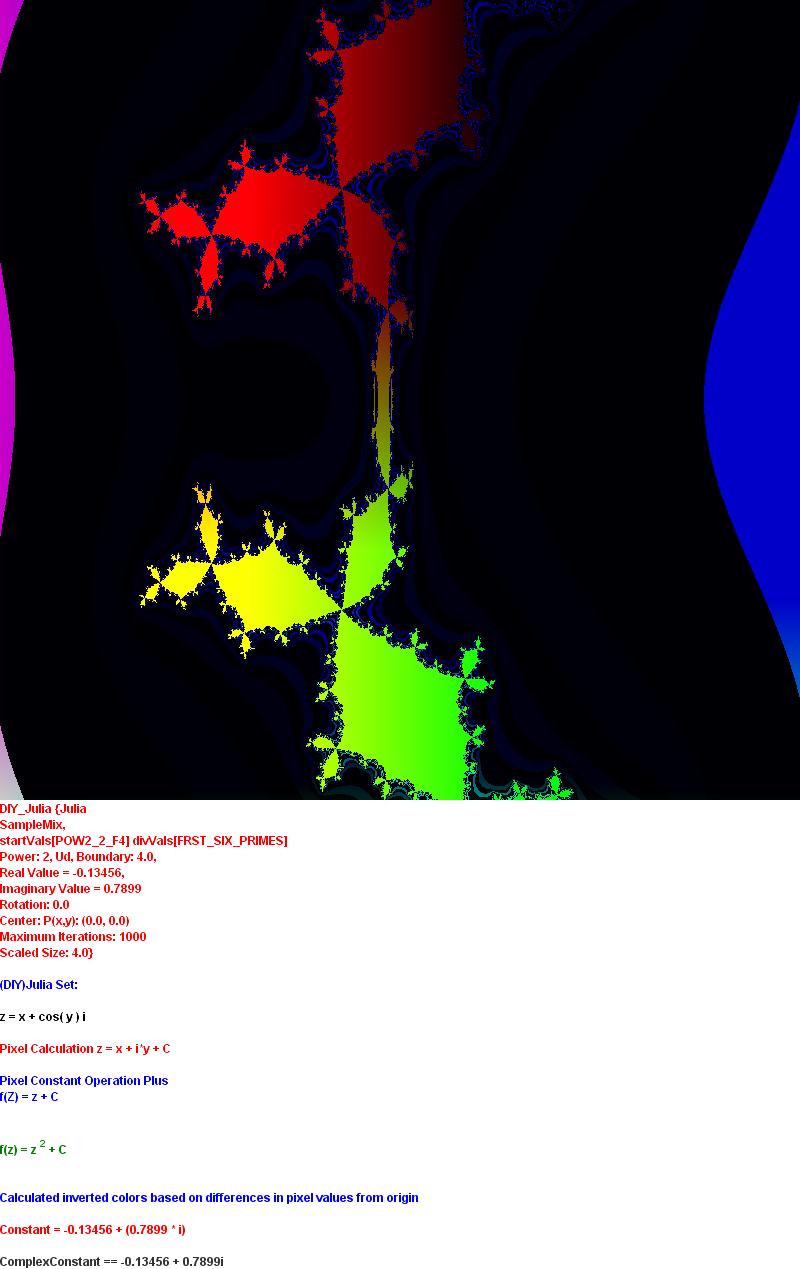 DIY_Julia {Julia
SampleMix,
startVals[POW2_2_F4] divVals[FRST_SIX_PRIMES]
Power: 2, Ud, Boundary: 4.0,
Real Value = -0.13456,
Imaginary Value = 0.7899
Rotation: 0.0
Center: P(x,y): (0.0, 0.0)
Maximum Iterations: 1000
Scaled Size: 4.0}
(DIY)Julia Set:
z = x + cos( y ) i
Pixel Calculation z = x + i*y + C
Pixel Constant Operation Plus
f(Z) = z + C
f(z) = z ² + C
Calculated inverted colors based on differences in pixel values from origin
Constant = -0.13456 + (0.7899 * i)
ComplexConstant == -0.13456 + 0.7899i